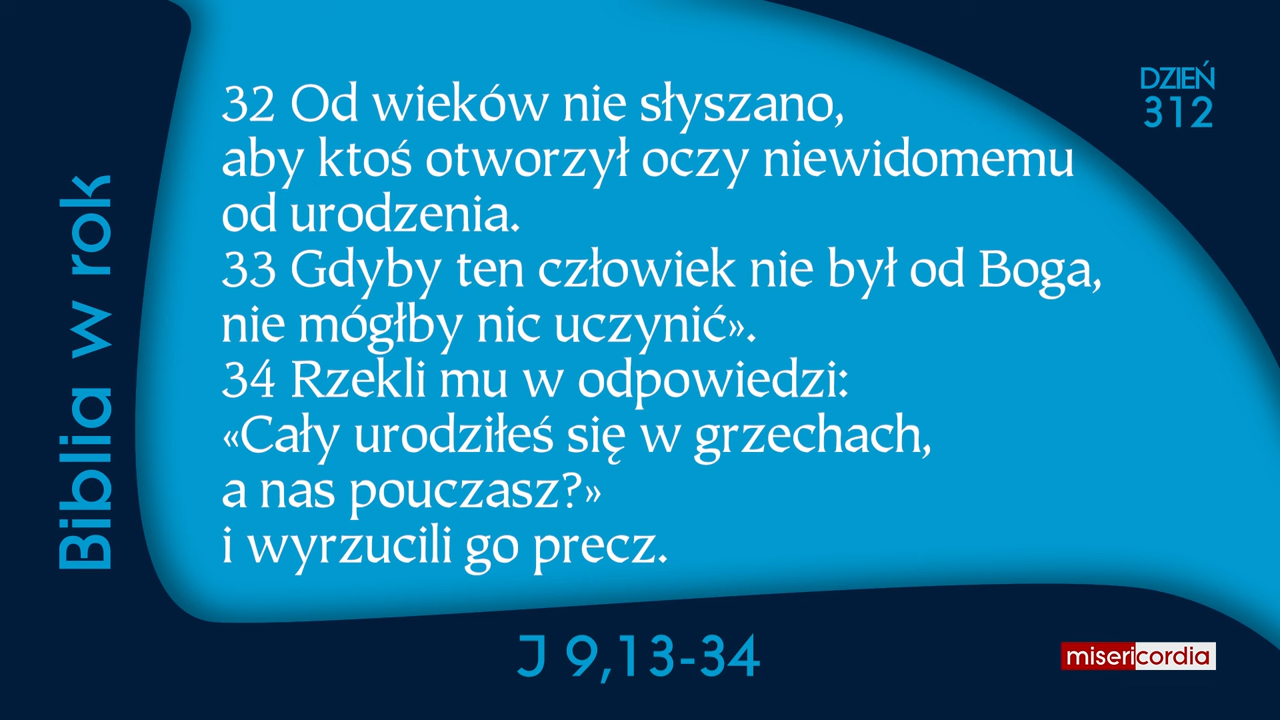 Biblia w rok
DZIEŃ
312
32 Od wieków nie słyszano,
aby ktoś otworzył oczy niewidomemu
od urodzenia.
33 Gdyby ten człowiek nie był od Boga,
nie mógłby nic uczynić».
34 Rzekli mu w odpowiedzi:
«Cały urodziłeś się w grzechach,
a nas pouczasz?»
i wyrzucili go precz.
J 9,13-34
misericordia